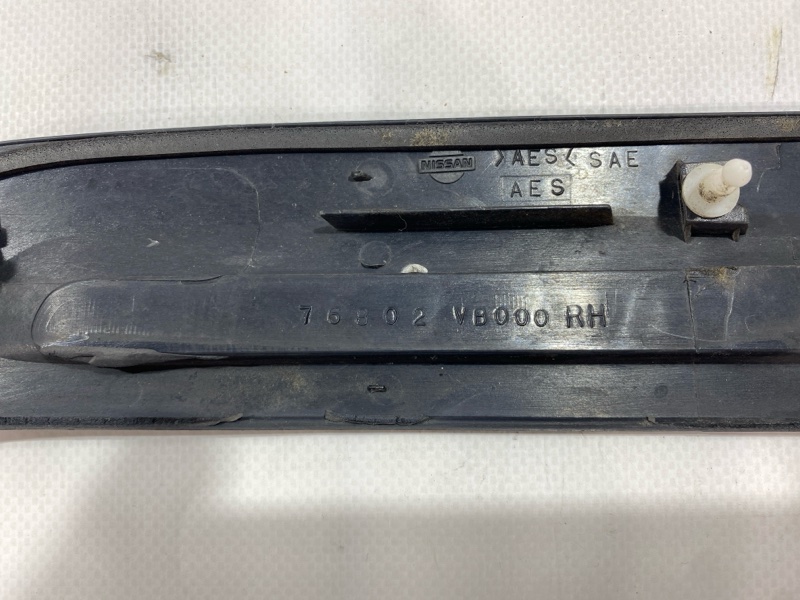 NISSAN >AES< SAE
AES
76802 VB000 RH